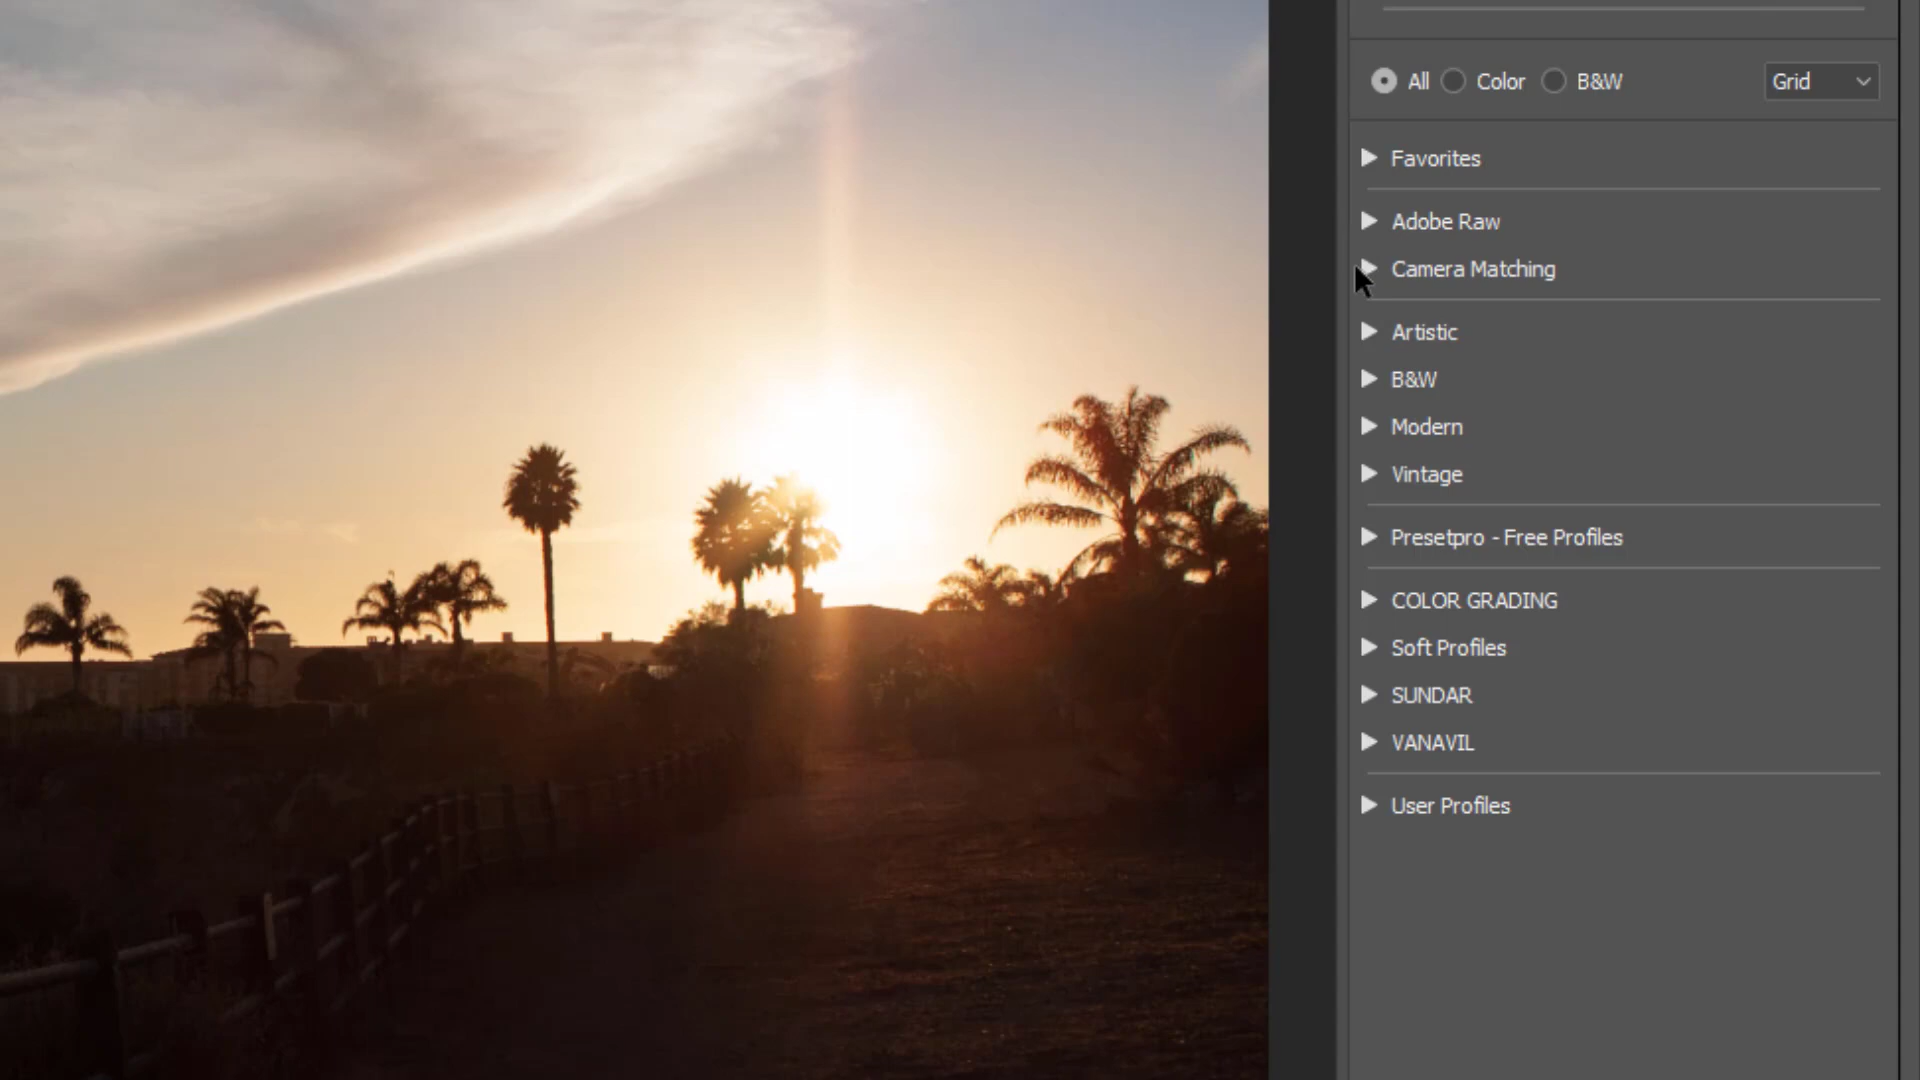 All Color B&W Grid
Favorites
Adobe Raw
Camera Matching
Artistic
B&W
Modern
Vintage
Presetpro - Free Profiles
COLOR GRADING
Soft Profiles
SUNDAR
VANAVIL
User Profiles